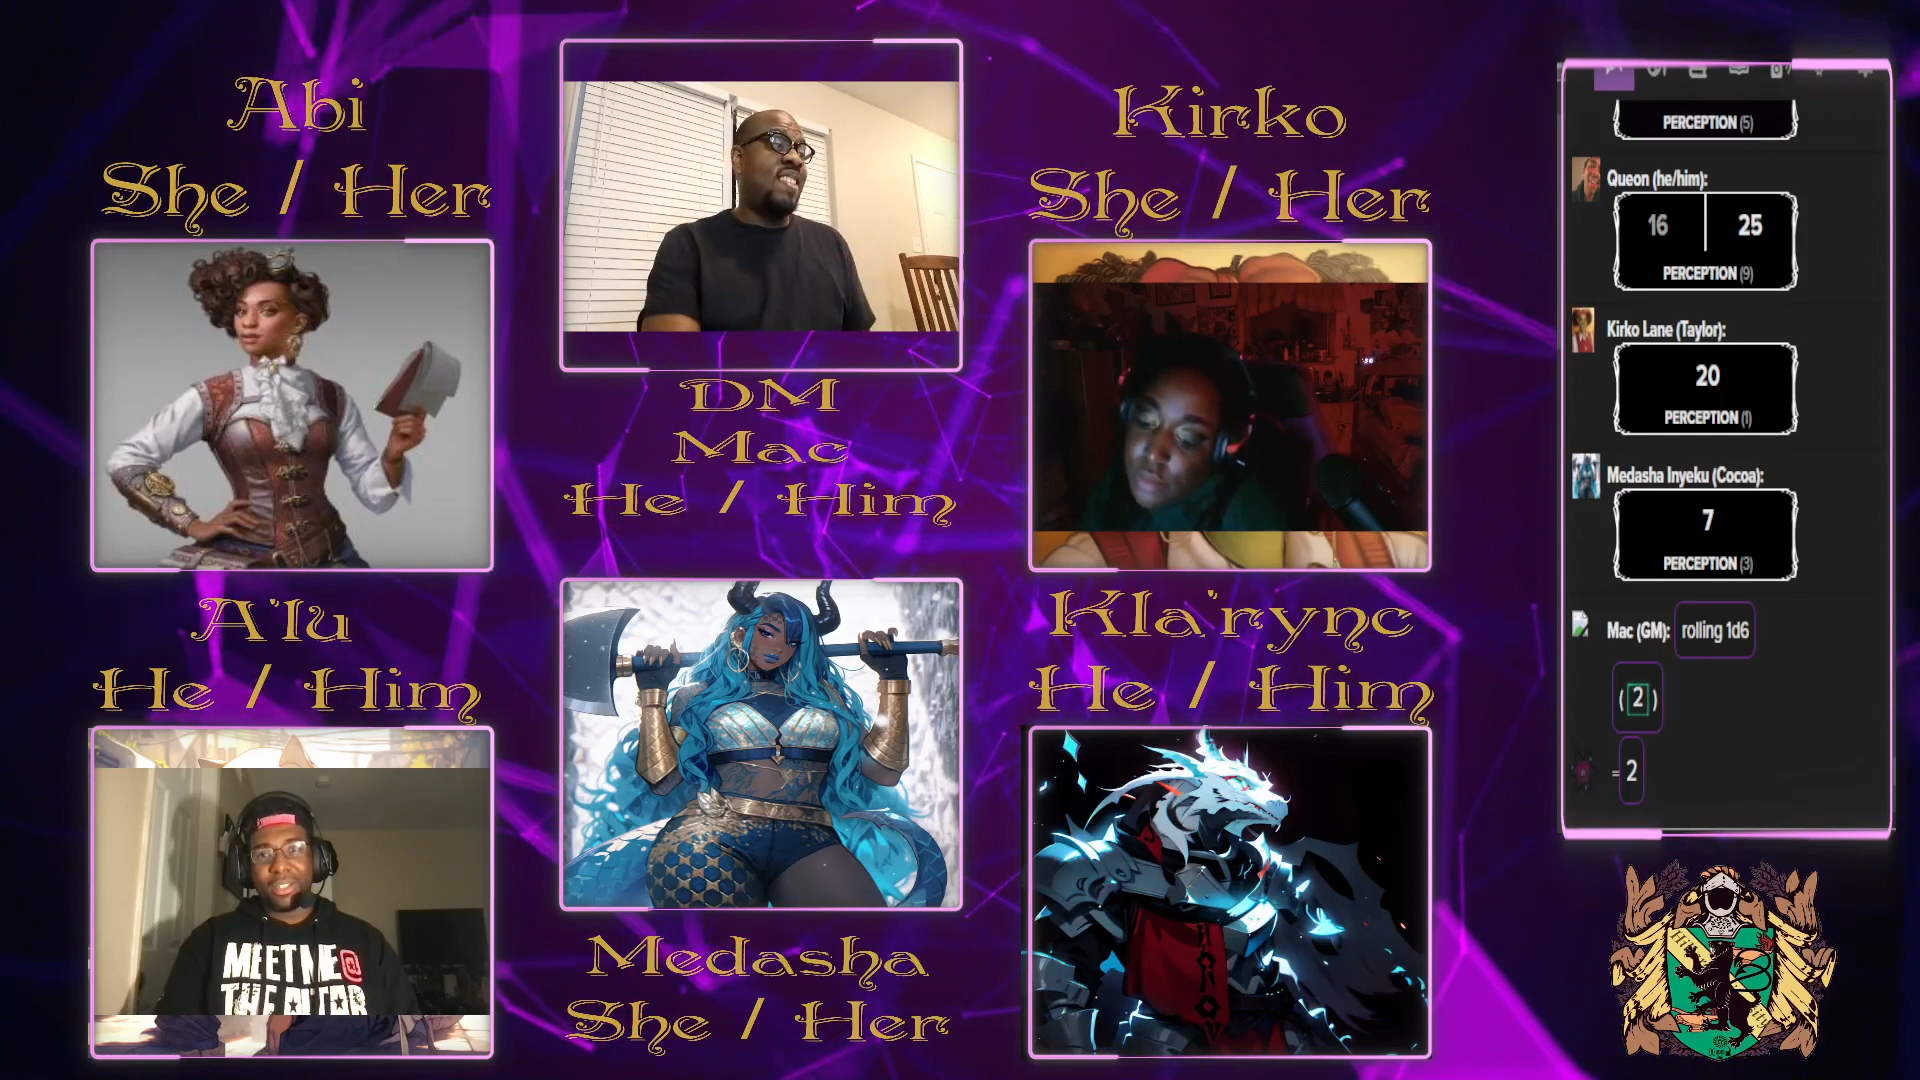 Abi
She / Her
DM
Mac
He / Him
Kirko
She / Her
A'lu
He / Him
MEET ME @
THE ALTAR
Medasha
She / Her
Kla'rync
He / Him
PERCEPTION (5)
Queon (he/him):
16 25
PERCEPTION (9)
Kirko Lane (Taylor):
20
PERCEPTION (1)
Medasha Inyeku (Cocoa):
7
PERCEPTION (3)
Mac (GM): rolling 1d6
(2)
= 2